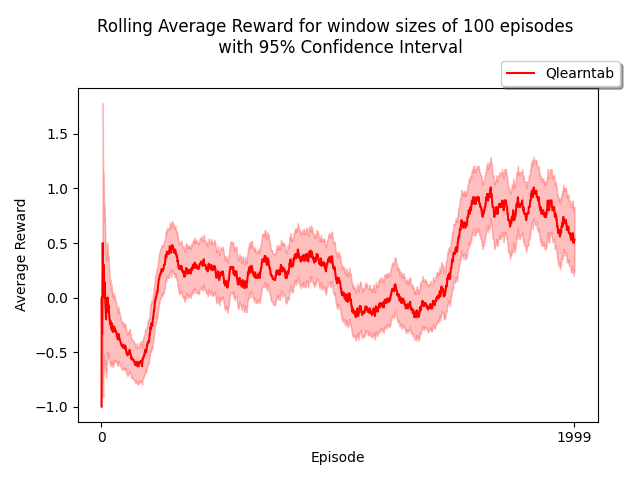 Rolling Average Reward for window sizes of 100 episodes
with 95% Confidence Interval
Qlearntab
Average Reward
1.5
1.0
0.5
0.0
−0.5
−1.0
0
1999
Episode